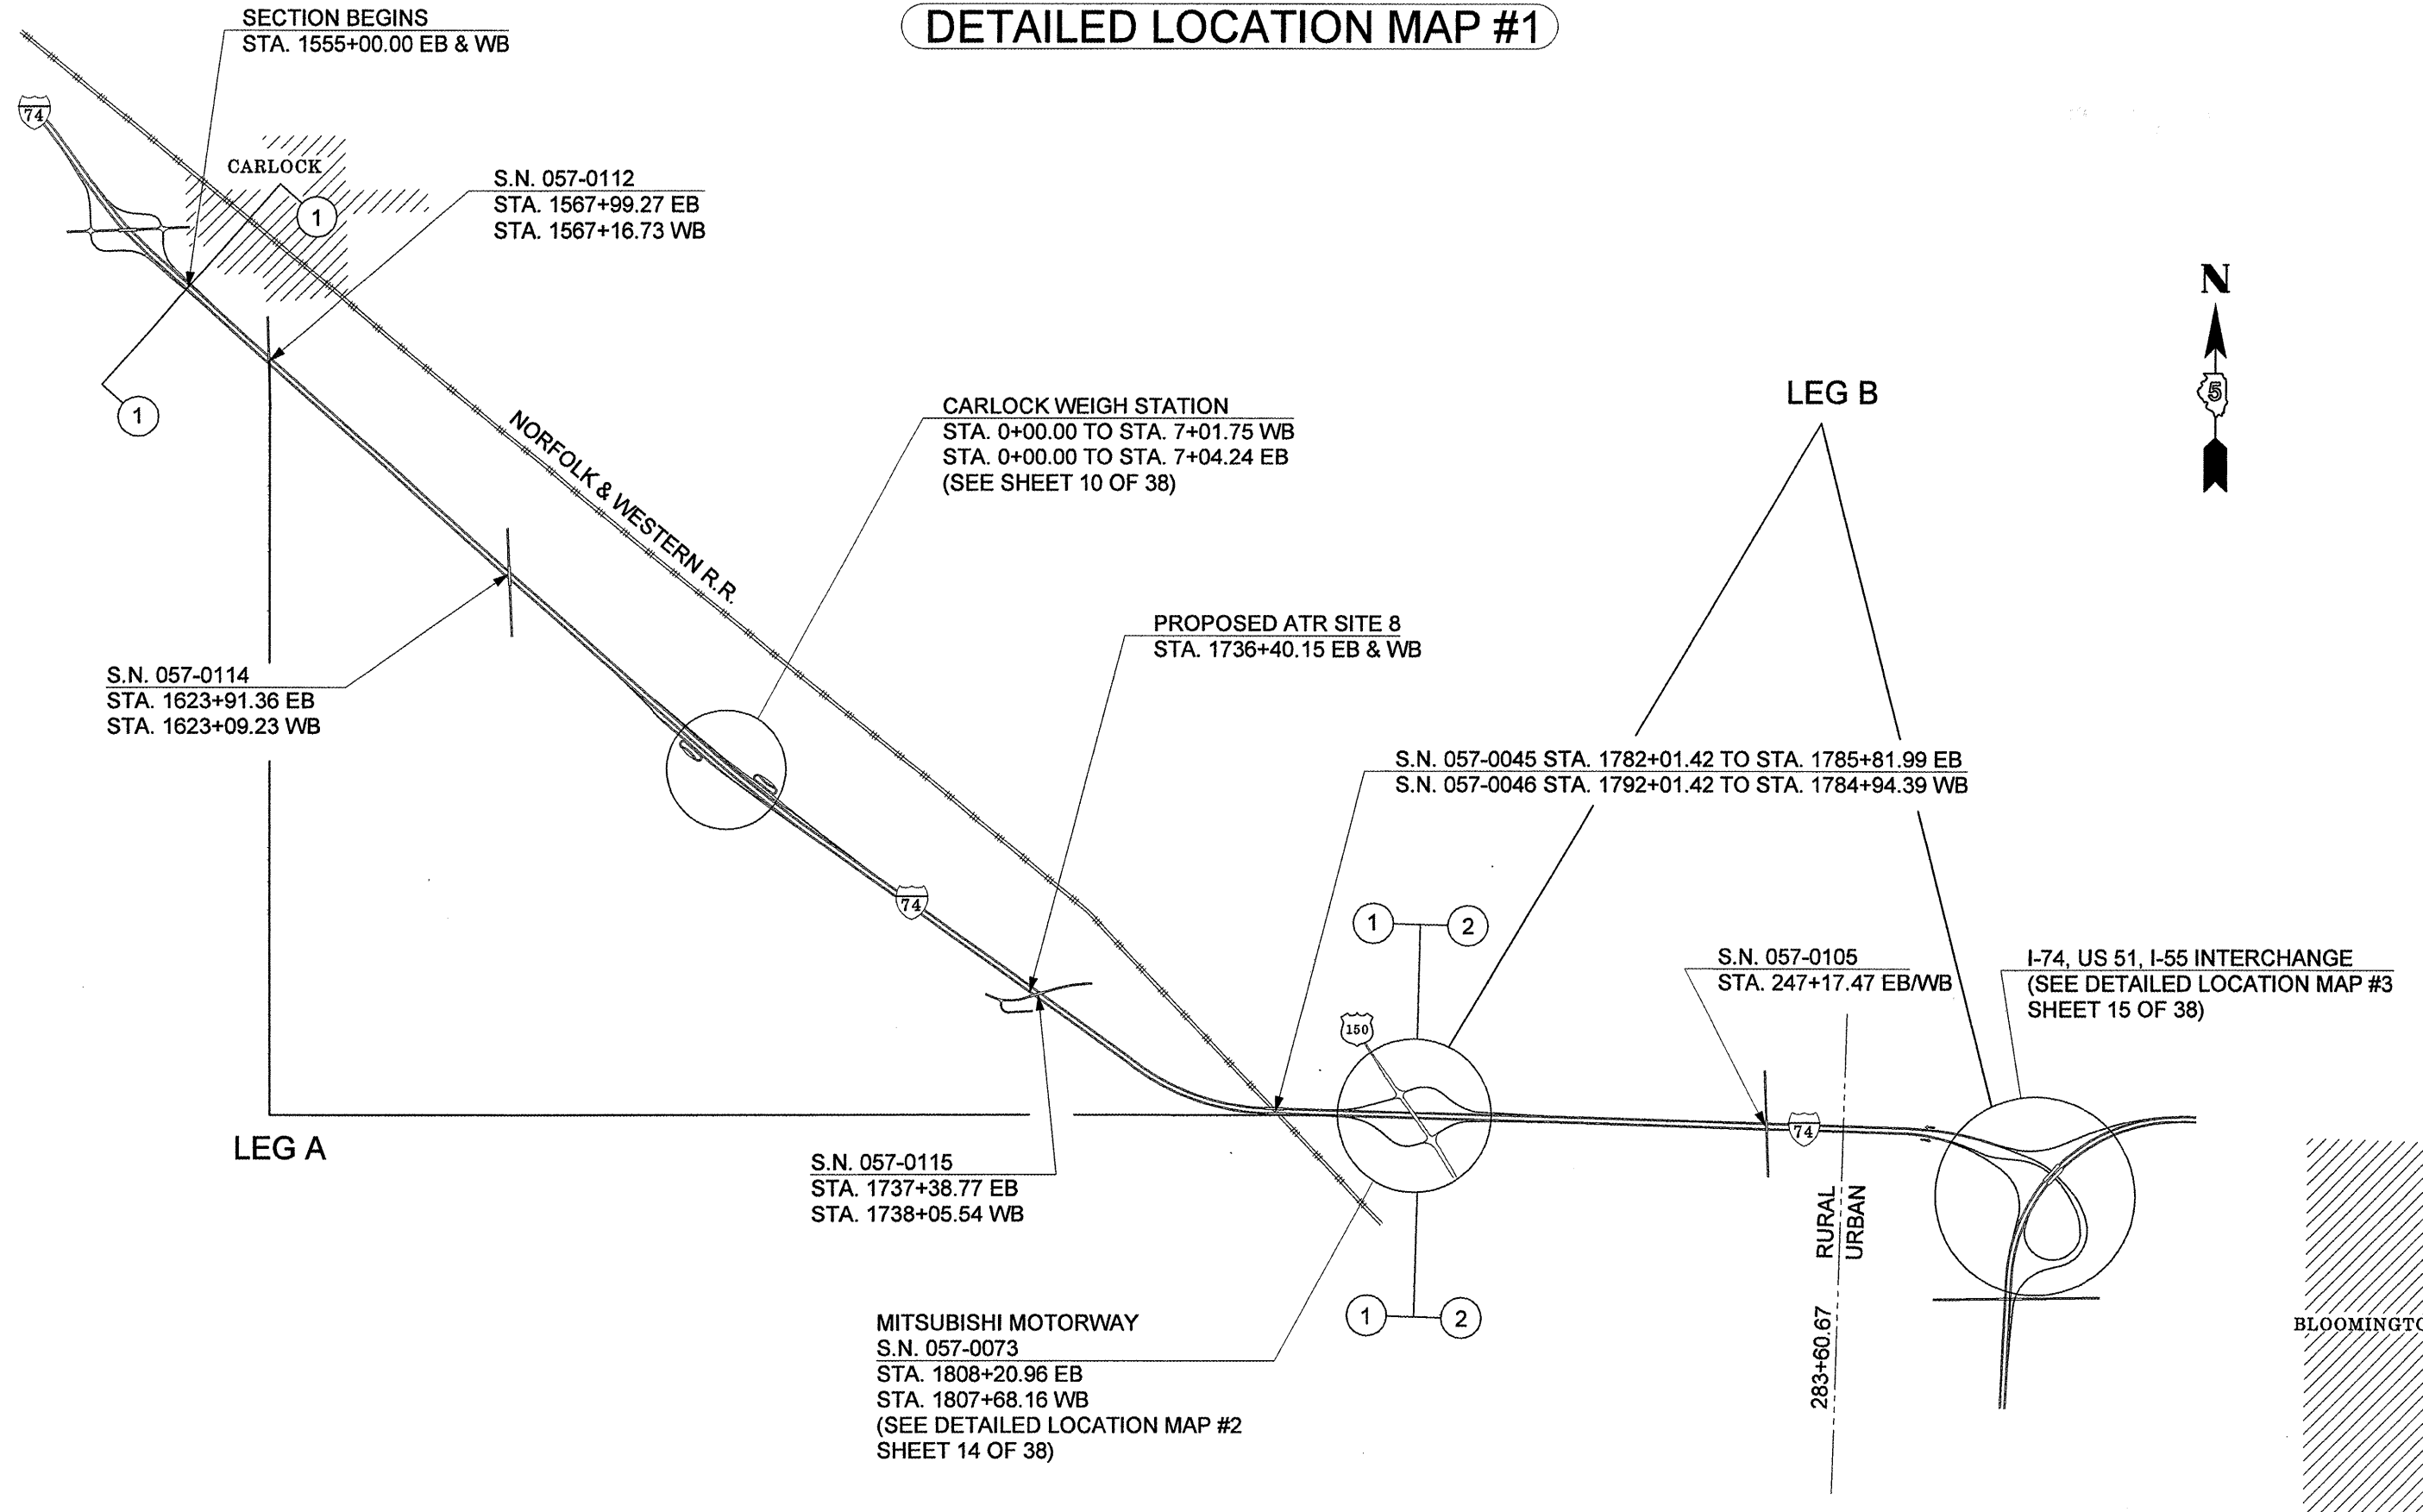 DETAILED LOCATION MAP #1
SECTION BEGINS
STA. 1555+00.00 EB & WB
74
CARLOCK
1
S.N. 057-0112
STA. 1567+99.27 EB
STA. 1567+16.73 WB
1
N
5
CARLOCK WEIGH STATION
STA. 0+00.00 TO STA. 7+01.75 WB
STA. 0+00.00 TO STA. 7+04.24 EB
(SEE SHEET 10 OF 38)
LEG B
NORFOLK & WESTERN R.R.
PROPOSED ATR SITE 8
STA. 1736+40.15 EB & WB
S.N. 057-0114
STA. 1623+91.36 EB
STA. 1623+09.23 WB
S.N. 057-0045 STA. 1782+01.42 TO STA. 1785+81.99 EB
S.N. 057-0046 STA. 1792+01.42 TO STA. 1784+94.39 WB
74
1
2
S.N. 057-0105
STA. 247+17.47 EB/WB
I-74, US 51, I-55 INTERCHANGE
(SEE DETAILED LOCATION MAP #3
SHEET 15 OF 38)
150
74
LEG A
S.N. 057-0115
STA. 1737+38.77 EB
STA. 1738+05.54 WB
RURAL
URBAN
283+60.67
1
2
MITSUBISHI MOTORWAY
S.N. 057-0073
STA. 1808+20.96 EB
STA. 1807+68.16 WB
(SEE DETAILED LOCATION MAP #2
SHEET 14 OF 38)
BLOOMINGTO